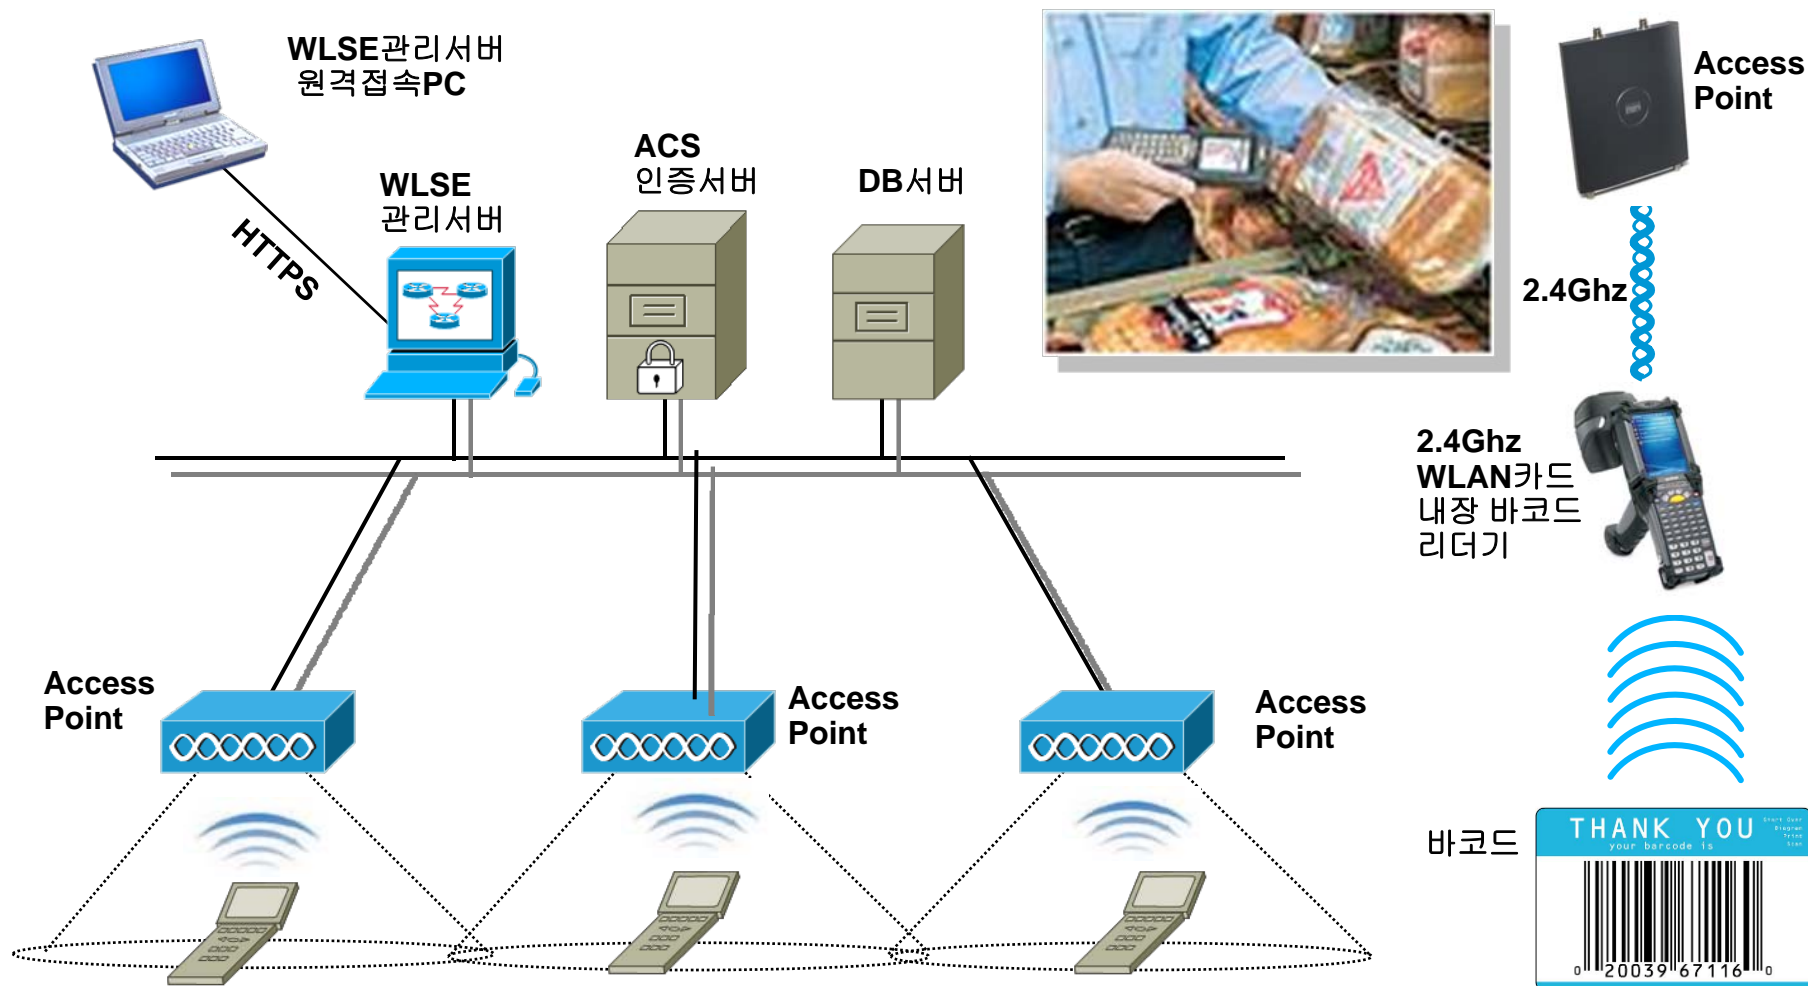 WLSE관리서버
원격접속PC
HTTPS
WLSE
관리서버
ACS
인증서버
DB서버
Access
Point
2.4Ghz
2.4Ghz
WLAN카드
내장 바코드
리더기
Access
Point
Access
Point
Access
Point
바코드
THANK YOU
your barcode is
0 20039 67116 0